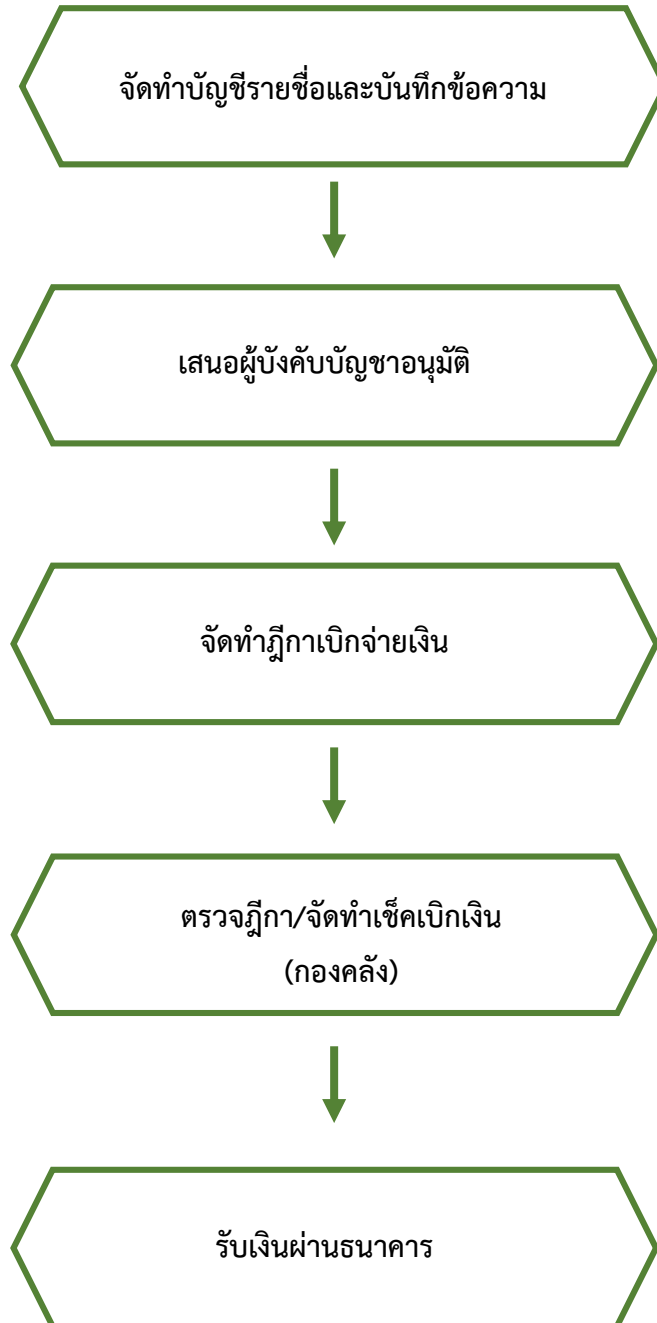 จัดทำบัญชีรายชื่อและบันทึกข้อความ
เสนอผู้บังคับบัญชาอนุมัติ
จัดทำฎีกาเบิกจ่ายเงิน
ตรวจฎีกา/จัดทำเช็คเบิกเงิน
(กองคลัง)
รับเงินผ่านธนาคาร